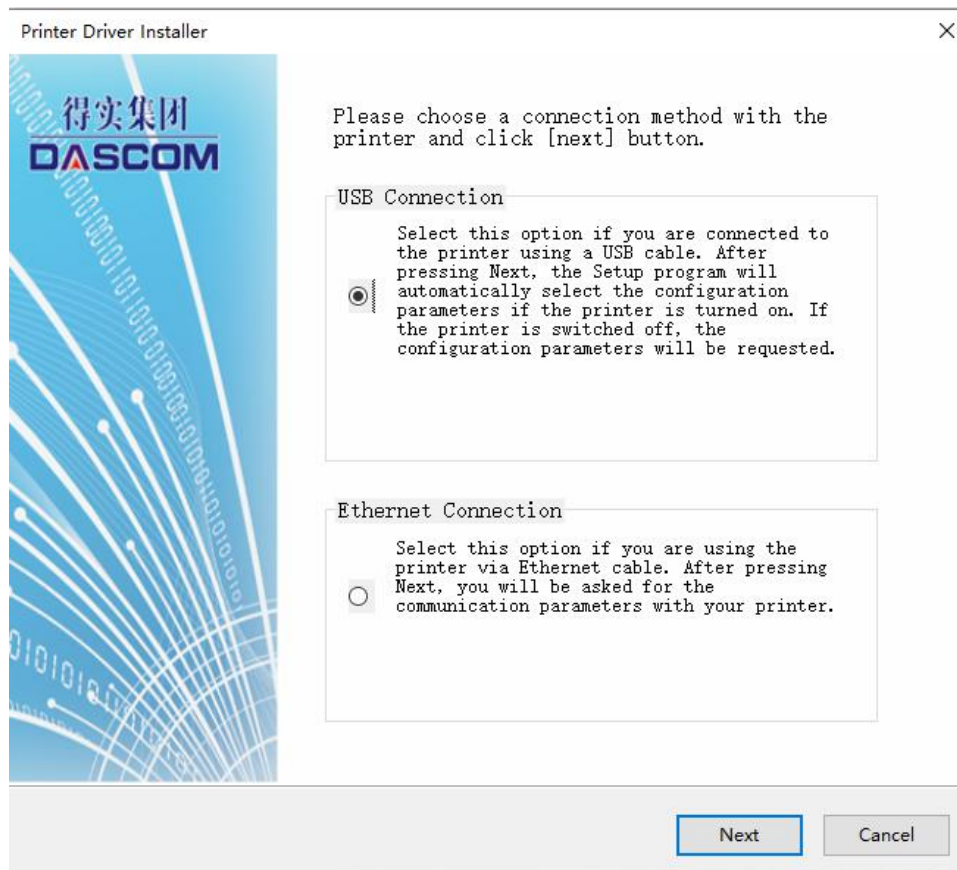 Printer Driver Installer
得实集团
DASCOM
Please choose a connection method with the
printer and click [next] button.
USB Connection
Select this option if you are connected to
the printer using a USB cable. After
pressing Next, the Setup program will
automatically select the configuration
parameters if the printer is turned on. If
the printer is switched off, the
configuration parameters will be requested.
Ethernet Connection
Select this option if you are using the
printer via Ethernet cable. After pressing
Next, you will be asked for the
communication parameters with your printer.
Next
Cancel